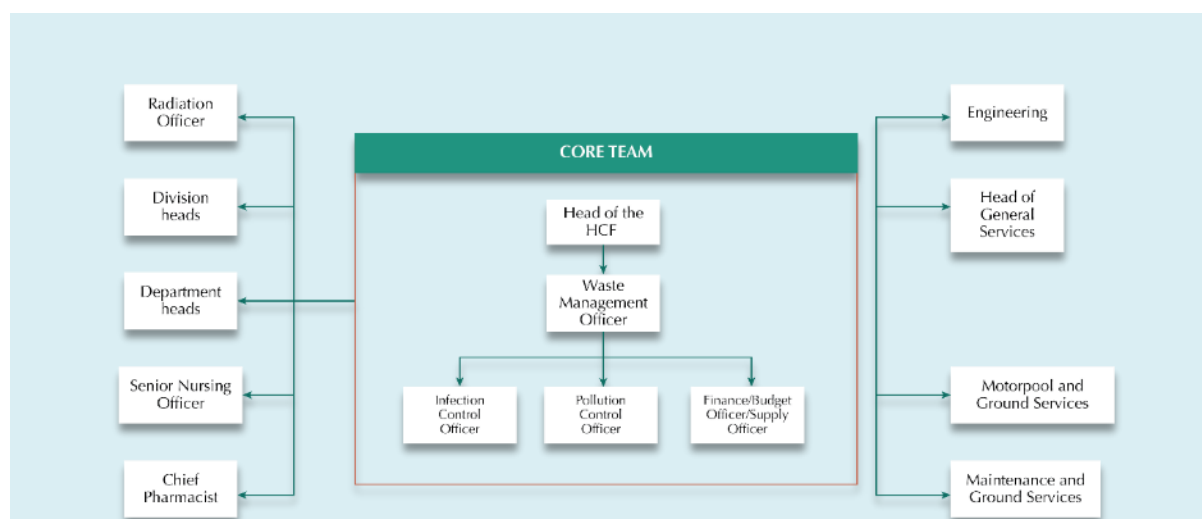 Radiation
Officer
Division
heads
Department
heads
Senior Nursing
Officer
Chief
Pharmacist
CORE TEAM
Head of the
HCF
Waste
Management
Officer
Infection
Control
Officer
Pollution
Control
Officer
Finance/Budget
Officer/Supply
Officer
Engineering
Head of
General
Services
Motorpool and
Ground Services
Maintenance and
Ground Services